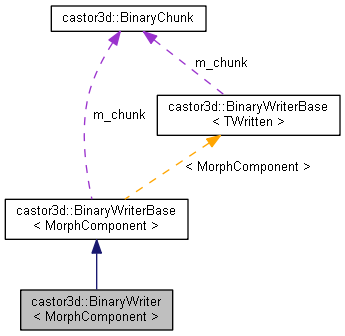 castor3d::BinaryChunk
m_chunk
castor3d::BinaryWriterBase
< TWritten >
m_chunk
< MorphComponent >
castor3d::BinaryWriterBase
< MorphComponent >
castor3d::BinaryWriter
< MorphComponent >